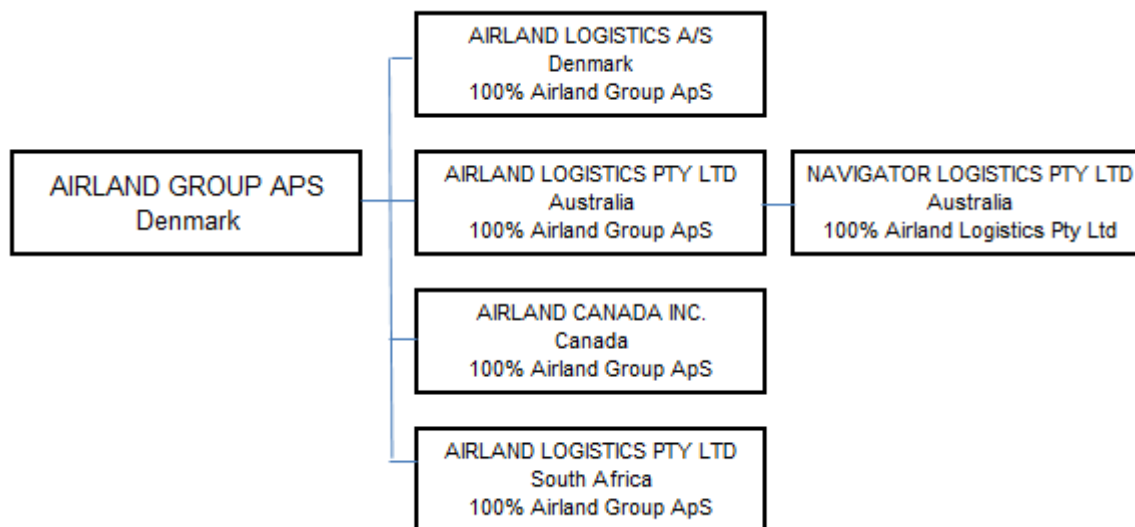 AIRLAND GROUP APS
Denmark
AIRLAND LOGISTICS A/S
Denmark
100% Airland Group ApS
AIRLAND LOGISTICS PTY LTD
Australia
100% Airland Group ApS
NAVIGATOR LOGISTICS PTY LTD
Australia
100% Airland Logistics Pty Ltd
AIRLAND CANADA INC.
Canada
100% Airland Group ApS
AIRLAND LOGISTICS PTY LTD
South Africa
100% Airland Group ApS